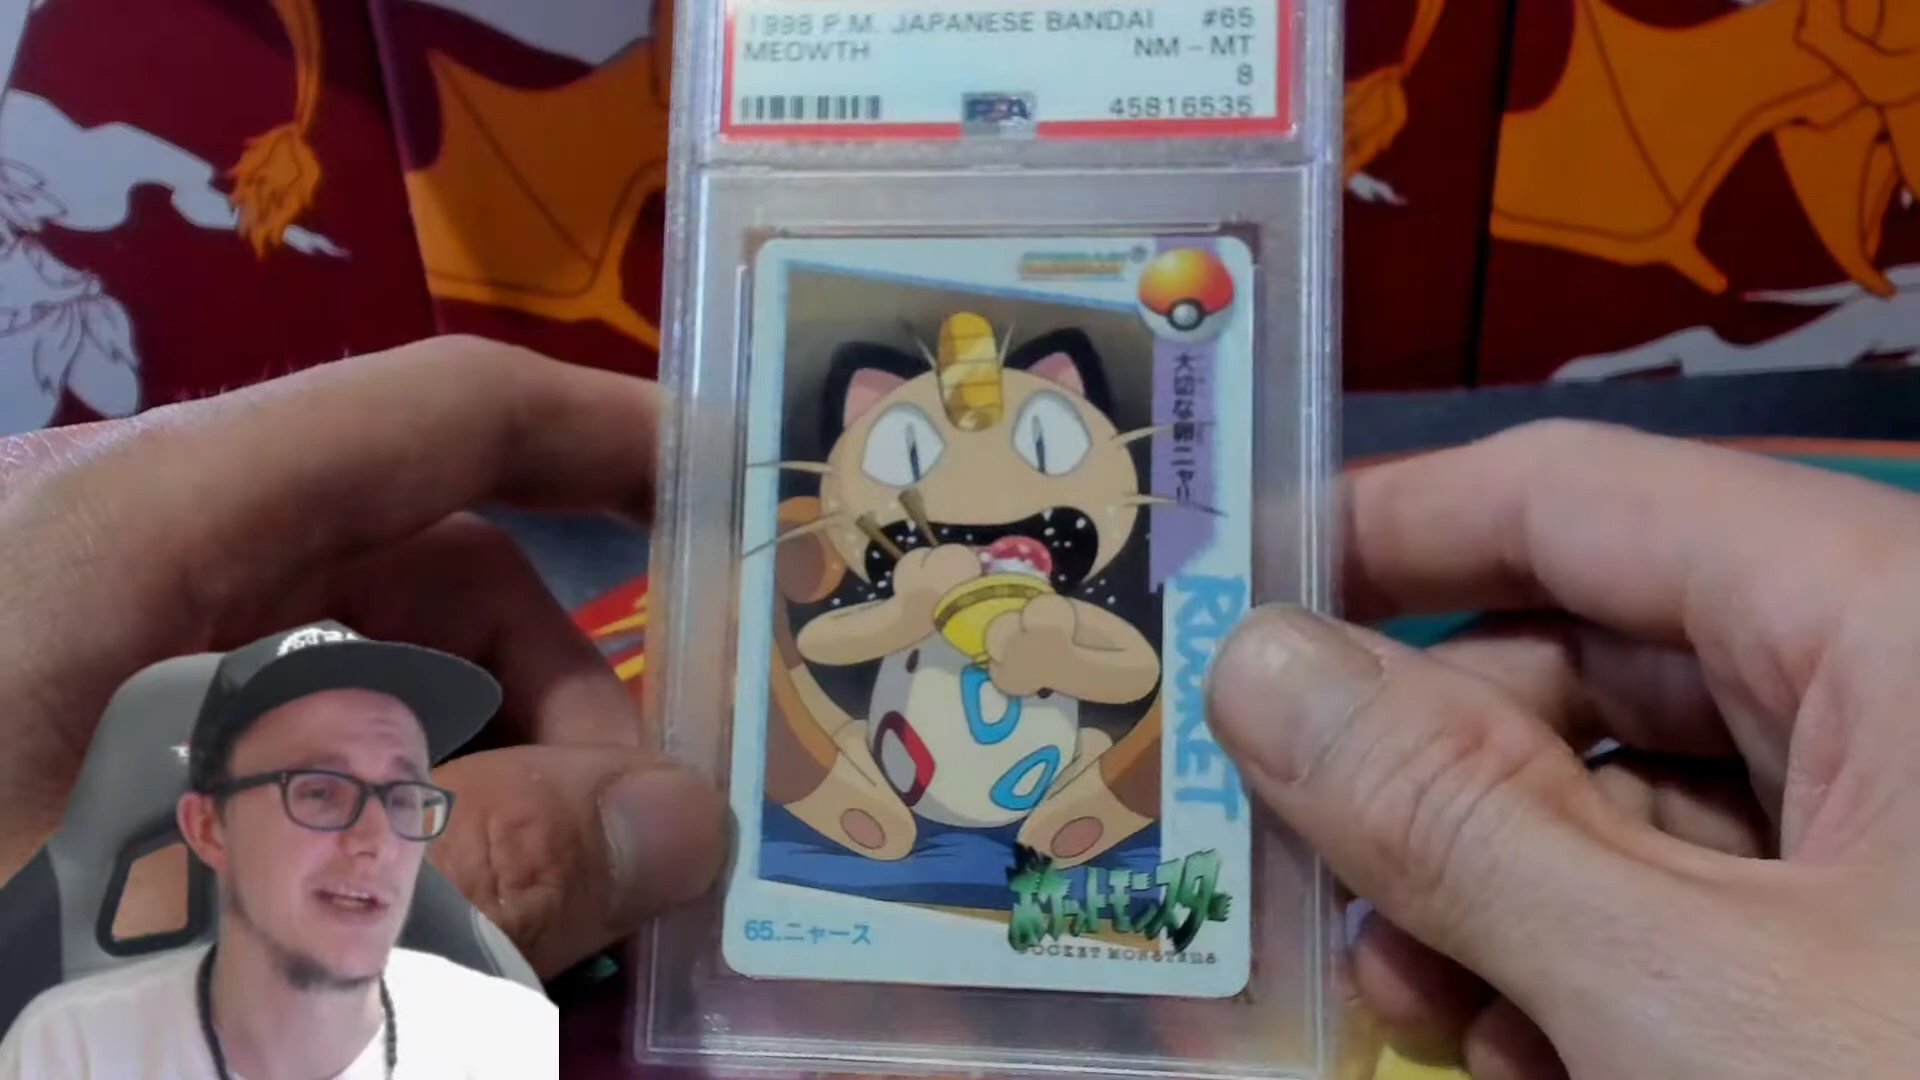 1998 P.M. JAPANESE BANDAI #65
MEOWTH NM - MT
8
PSA 45816535
大切な卵ニャ!!
ROCKET
ポケットモンスター
POCKET MONSTERS
65.ニャース